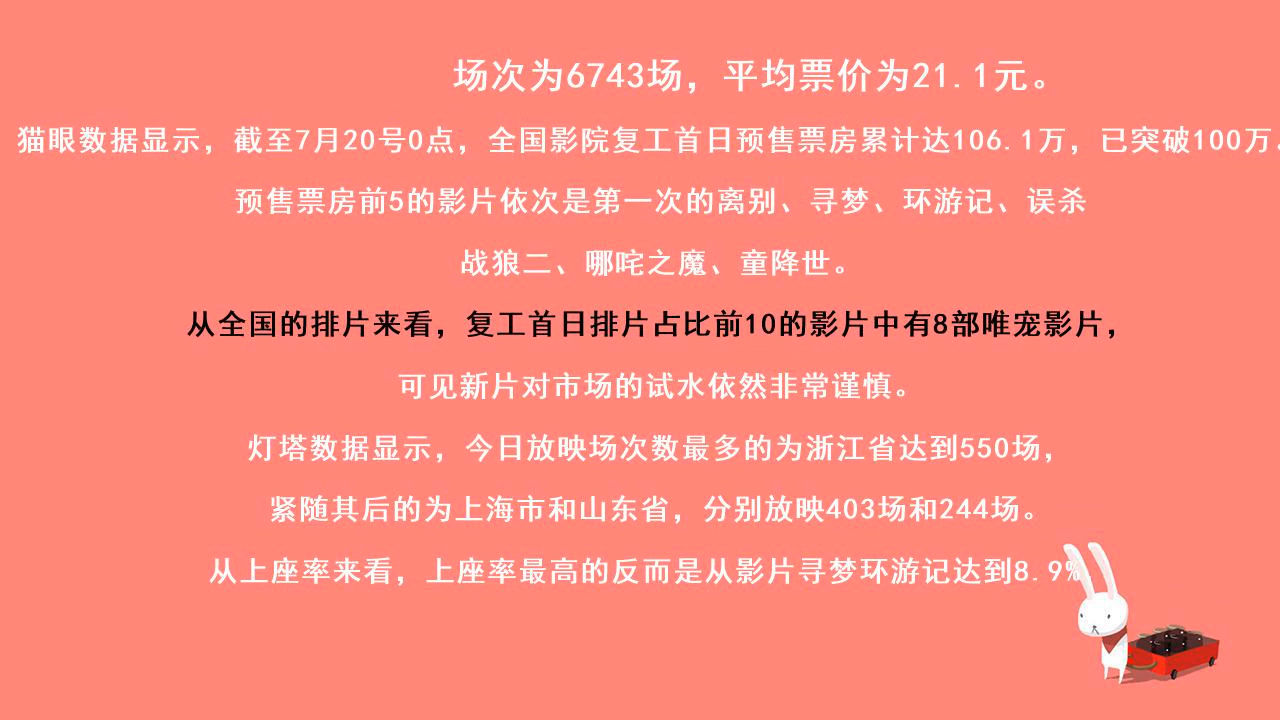 场次为6743场，平均票价为21.1元。
猫眼数据显示，截至7月20号0点，全国影院复工首日预售票房累计达106.1万，已突破100万
预售票房前5的影片依次是第一次的离别、寻梦、环游记、误杀
战狼二、哪咤之魔、童降世。
从全国的排片来看，复工首日排片占比前10的影片中有8部唯宠影片，
可见新片对市场的试水依然非常谨慎。
灯塔数据显示，今日放映场次数最多的为浙江省达到550场，
紧随其后的为上海市和山东省，分别放映403场和244场。
从上座率来看，上座率最高的反而是从影片寻梦环游记达到8.9%